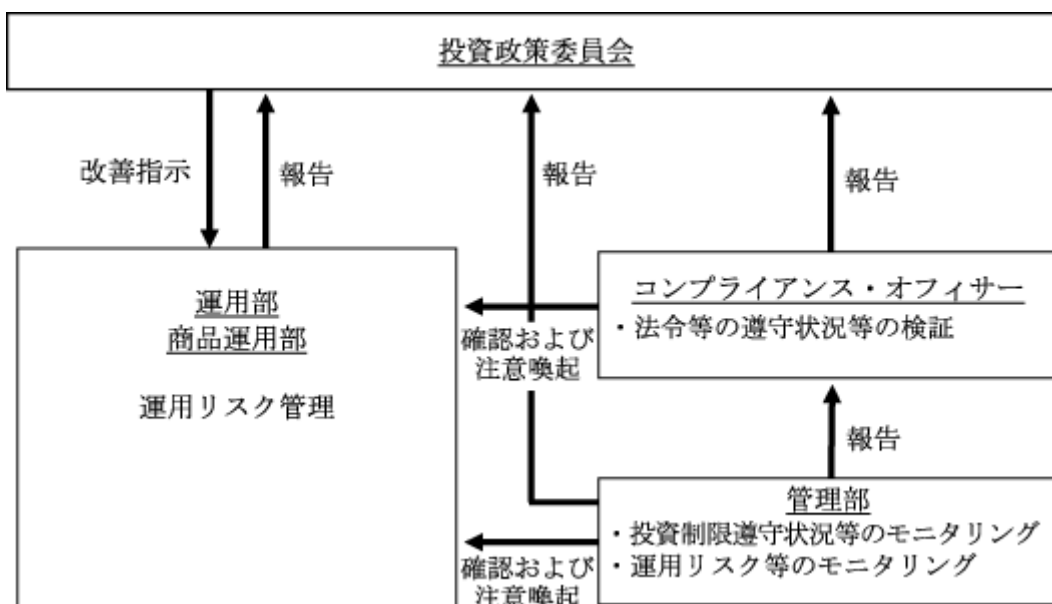 投資政策委員会
改善指示
報告
報告
報告
運用部
商品運用部
運用リスク管理
確認および
注意喚起
コンプライアンス・オフィサー
・法令等の遵守状況等の検証
報告
管理部
・投資制限遵守状況等のモニタリング
・運用リスク等のモニタリング
確認および
注意喚起